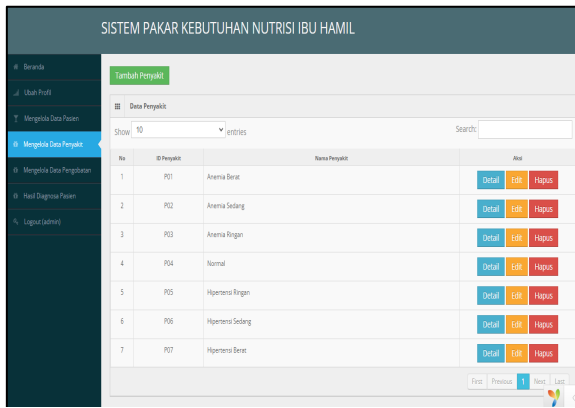 SISTEM PAKAR KEBUTUHAN NUTRISI IBU HAMIL
Beranda
Ubah Profil
Mengelola Data Pasien
Mengelola Data Penyakit
Mengelola Data Pengobatan
Hasil Diagnosa Pasien
Logout (admin)
Tambah Penyakit
Data Penyakit
Show 10 entries Search:
No ID Penyakit Nama Penyakit Aksi
1 P01 Anemia Berat Detail Edit Hapus
2 P02 Anemia Sedang Detail Edit Hapus
3 P03 Anemia Ringan Detail Edit Hapus
4 P04 Normal Detail Edit Hapus
5 P05 Hipertensi Ringan Detail Edit Hapus
6 P06 Hipertensi Sedang Detail Edit Hapus
7 P07 Hipertensi Berat Detail Edit Hapus
First Previous 1 Next Last